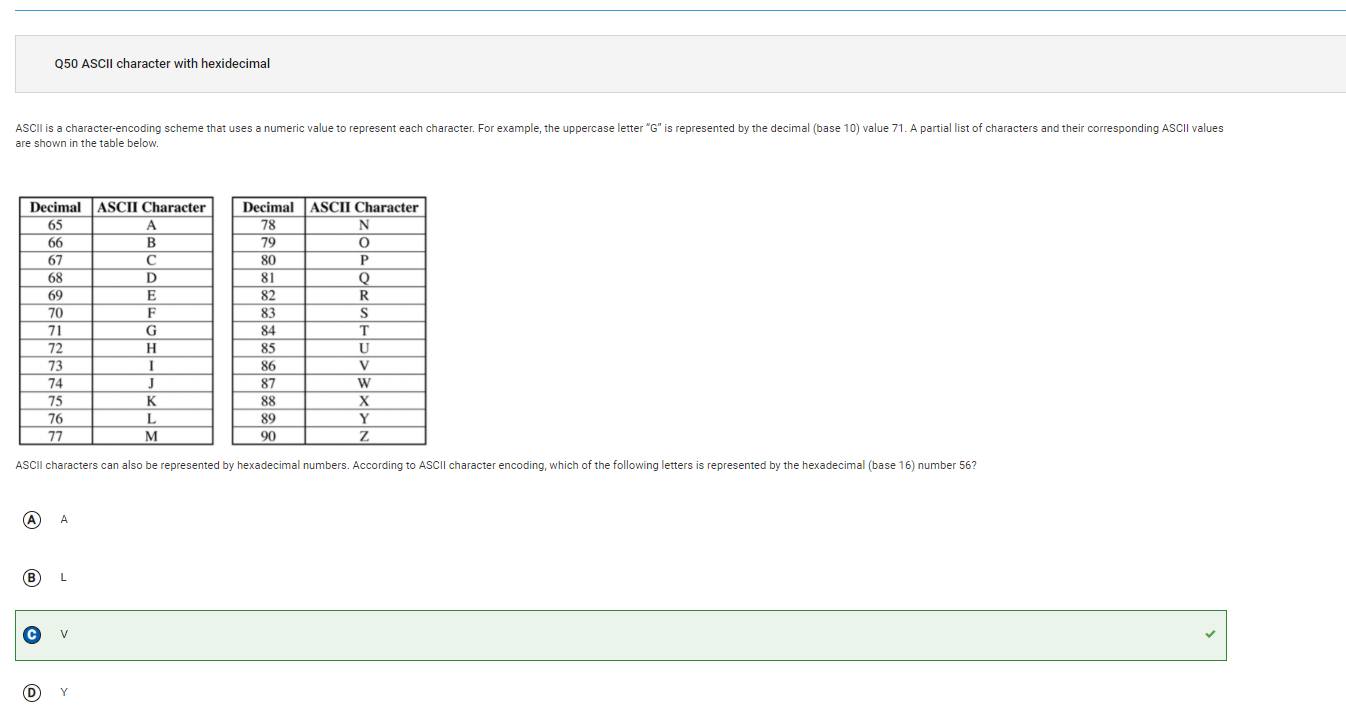 Q50 ASCII character with hexidecimal
ASCII is a character-encoding scheme that uses a numeric value to represent each character. For example, the uppercase letter “G” is represented by the decimal (base 10) value 71. A partial list of characters and their corresponding ASCII values
are shown in the table below.
Decimal ASCII Character Decimal ASCII Character
65 A 78 N
66 B 79 O
67 C 80 P
68 D 81 Q
69 E 82 R
70 F 83 S
71 G 84 T
72 H 85 U
73 I 86 V
74 J 87 W
75 K 88 X
76 L 89 Y
77 M 90 Z
ASCII characters can also be represented by hexadecimal numbers. According to ASCII character encoding, which of the following letters is represented by the hexadecimal (base 16) number 56?
A A
B L
C V
D Y